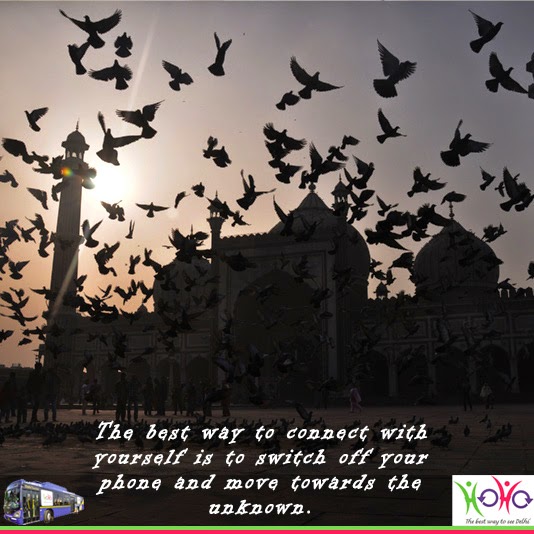 The best way to connect with
yourself is to switch off your
phone and move towards the
unknown.
HOHO
The best way to see Delhi